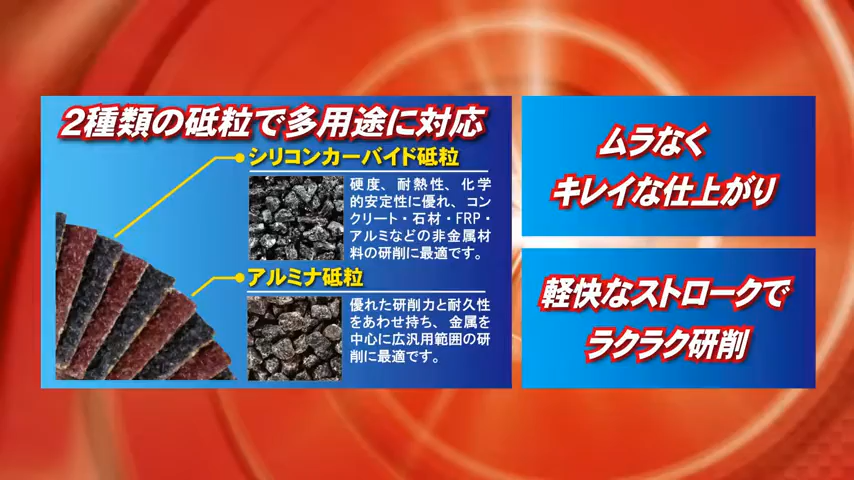 2種類の砥粒で多用途に対応
シリコンカーバイド砥粒
硬度、耐熱性、化学
的安定性に優れ、コン
クリート・石材・FRP・
アルミなどの非金属材
料の研削に最適です。
アルミナ砥粒
優れた研削力と耐久性
をあわせ持ち、金属を
中心に広汎用範囲の研
削に最適です。
ムラなく
キレイな仕上がり
軽快なストロークで
ラクラク研削